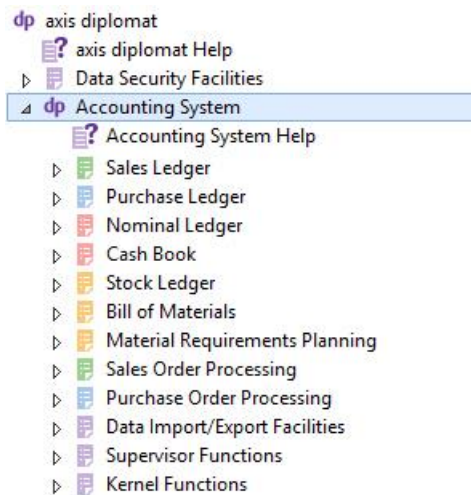 dp axis diplomat
? axis diplomat Help
Data Security Facilities
dp Accounting System
? Accounting System Help
Sales Ledger
Purchase Ledger
Nominal Ledger
Cash Book
Stock Ledger
Bill of Materials
Material Requirements Planning
Sales Order Processing
Purchase Order Processing
Data Import/Export Facilities
Supervisor Functions
Kernel Functions